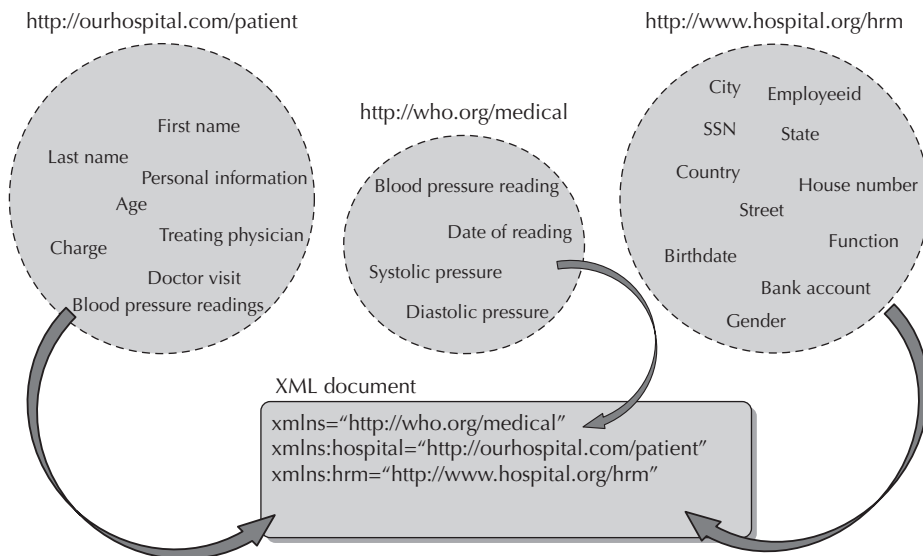 http://ourhospital.com/patient
First name
Last name
Personal information
Age
Treating physician
Charge
Doctor visit
Blood pressure readings
http://who.org/medical
Blood pressure reading
Date of reading
Systolic pressure
Diastolic pressure
http://www.hospital.org/hrm
City
Employeeid
SSN
State
Country
House number
Street
Function
Birthdate
Bank account
Gender
XML document
xmlns=“http://who.org/medical”
xmlns:hospital=“http://ourhospital.com/patient”
xmlns:hrm=“http://www.hospital.org/hrm”